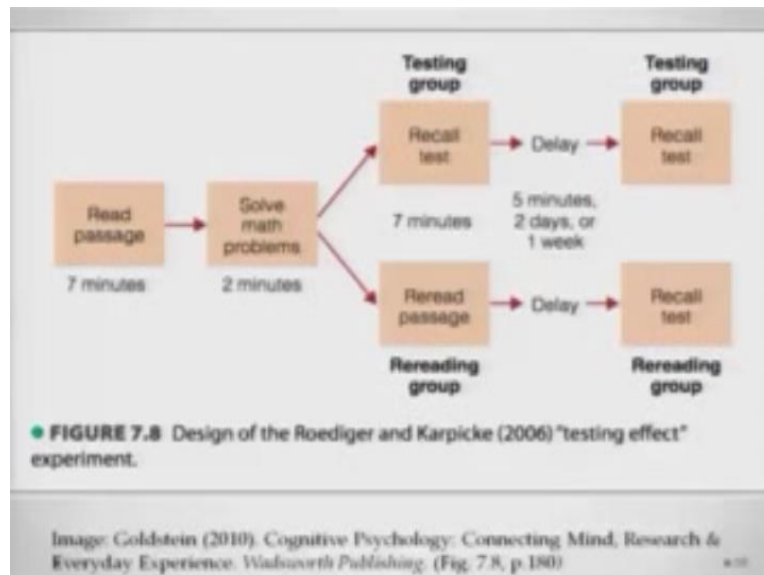 Testing
group
Testing
group
Recall
test
Delay
Recall
test
Read
passage
Solve
math
problems
7 minutes
5 minutes,
2 days, or
1 week
7 minutes
2 minutes
Reread
passage
Delay
Recall
test
Rereading
group
Rereading
group
FIGURE 7.8 Design of the Roediger and Karpicke (2006) "testing effect"
experiment.
Image: Goldstein (2010). Cognitive Psychology: Connecting Mind, Research &
Everyday Experience. Wadsworth Publishing. (Fig. 7.8, p.180)